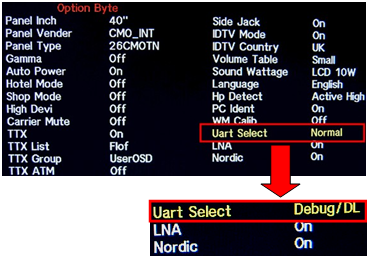 Option Byte
Panel Inch 40"
Panel Vender CMO_INT
Panel Type 26CMOTN
Gamma Off
Auto Power On
Hotel Mode Off
Shop Mode Off
High Devi Off
Carrier Mute Off
TTX On
TTX List Flof
TTX Group UserOSD
TTX ATM Off
Side Jack On
IDTV Mode On
IDTV Country UK
Volume Table Small
Sound Wattage LCD 10W
Language English
Hp Detect Active High
PC Ident On
WM Calib Off
Uart Select Normal
LNA On
Nordic On
Uart Select Debug/DL
LNA On
Nordic On